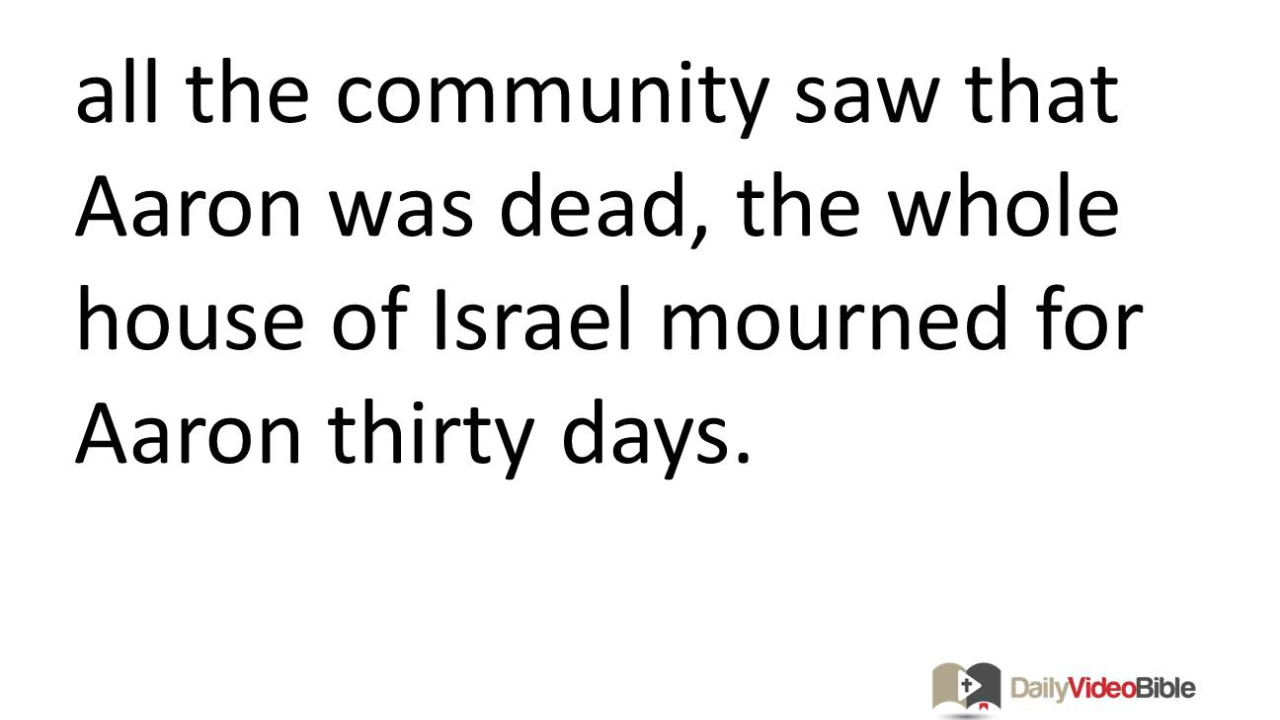 all the community saw that
Aaron was dead, the whole
house of Israel mourned for
Aaron thirty days.
DailyVideoBible